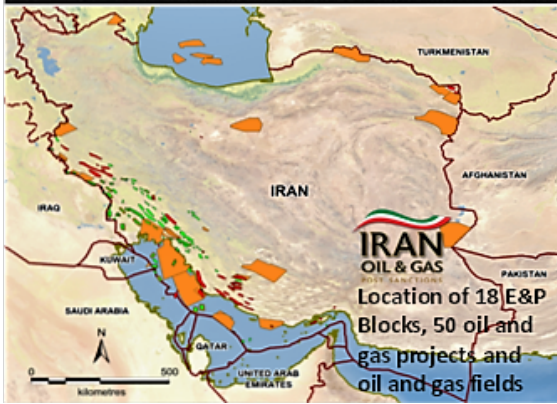 TURKMENISTAN
AFGHANISTAN
IRAN
IRAQ
KUWAIT
PAKISTAN
SAUDI ARABIA
QATAR
UNITED ARAB
EMIRATES
N
0 500
kilometres
IRAN
OIL & GAS
POST SANCTIONS
Location of 18 E&P
Blocks, 50 oil and
gas projects and
oil and gas fields